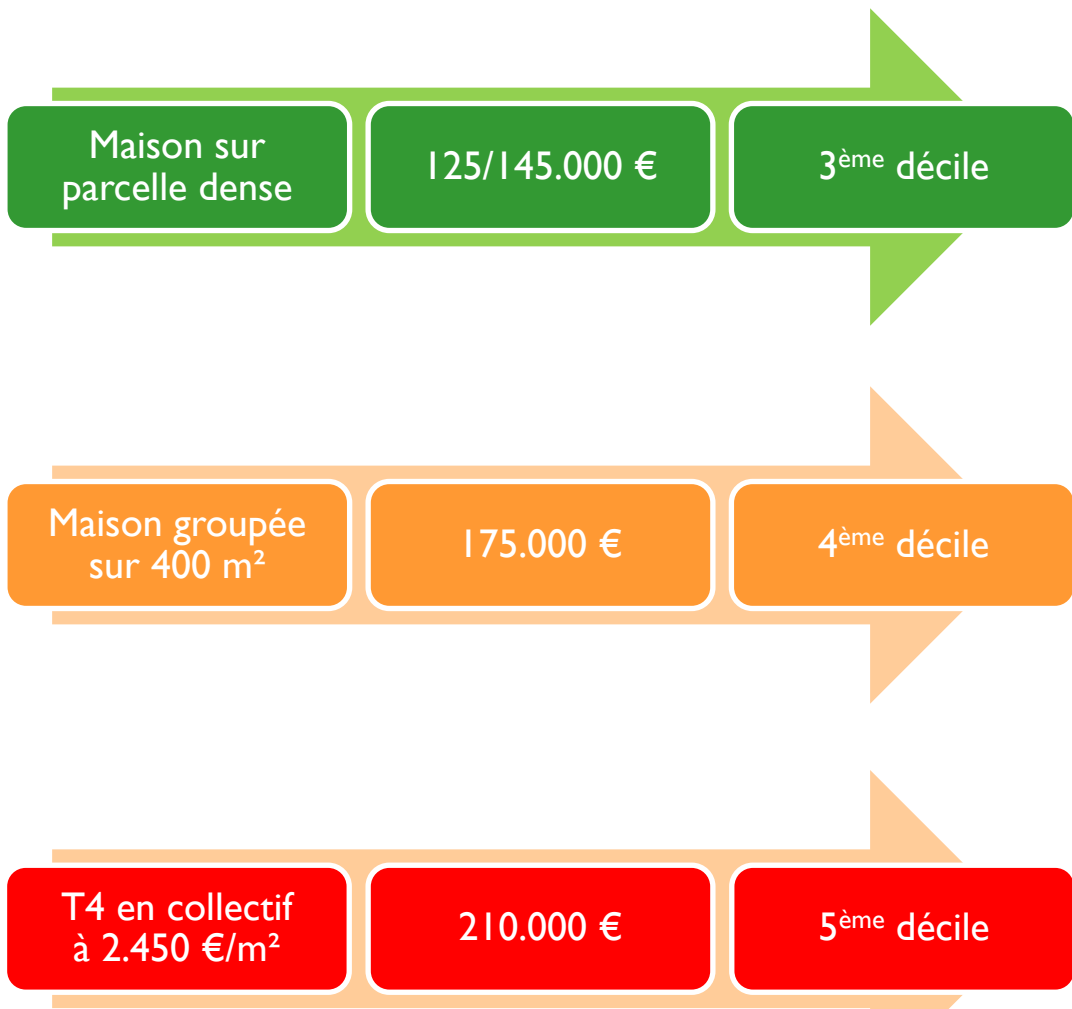 Maison sur
parcelle dense
125/145.000 €
3ème décile
Maison groupée
sur 400 m²
175.000 €
4ème décile
T4 en collectif
à 2.450 €/m²
210.000 €
5ème décile